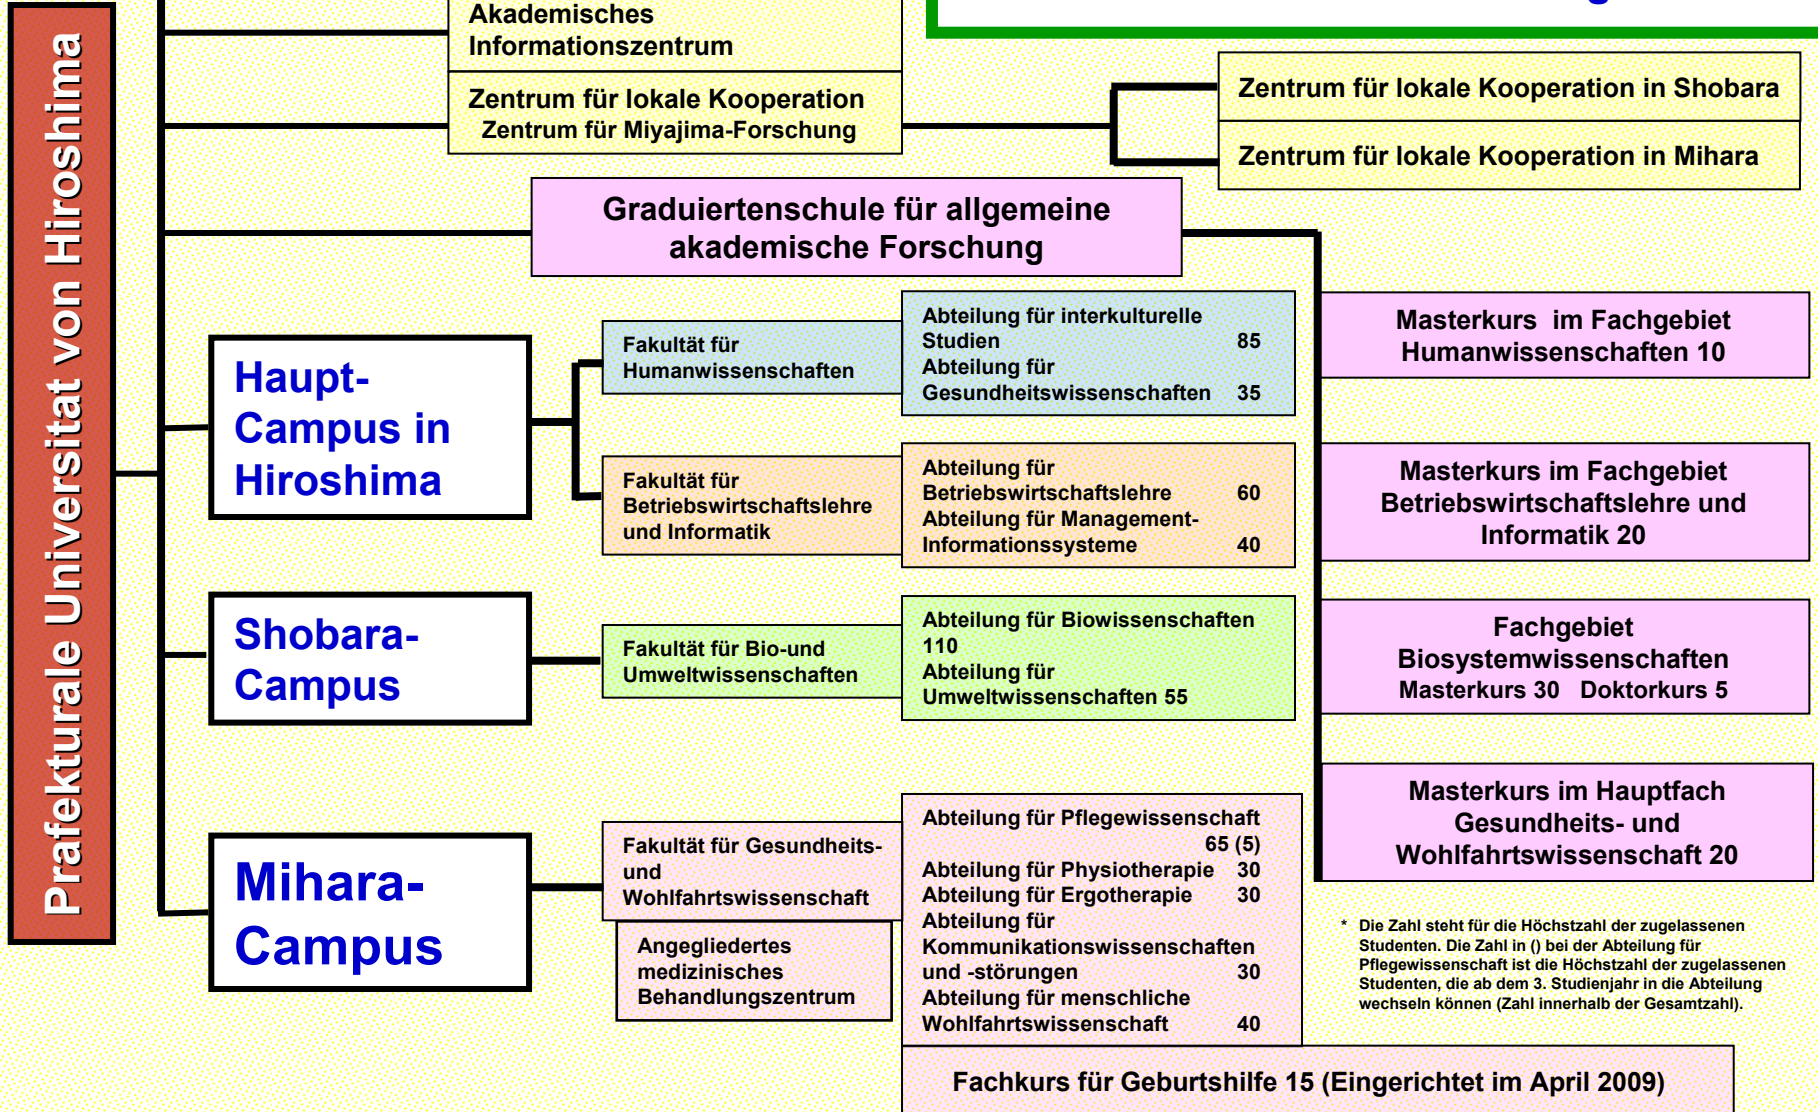 Prafekturale Universitat von Hiroshima
Akademisches
Informationszentrum
Zentrum für lokale Kooperation
Zentrum für Miyajima-Forschung
Zentrum für lokale Kooperation in Shobara
Zentrum für lokale Kooperation in Mihara
Graduiertenschule für allgemeine
akademische Forschung
Haupt-
Campus in
Hiroshima
Fakultät für
Humanwissenschaften
Abteilung für interkulturelle
Studien 85
Abteilung für
Gesundheitswissenschaften 35
Masterkurs im Fachgebiet
Humanwissenschaften 10
Fakultät für
Betriebswirtschaftslehre
und Informatik
Abteilung für
Betriebswirtschaftslehre 60
Abteilung für Management-
Informationssysteme 40
Masterkurs im Fachgebiet
Betriebswirtschaftslehre und
Informatik 20
Shobara-
Campus
Fakultät für Bio-und
Umweltwissenschaften
Abteilung für Biowissenschaften
110
Abteilung für
Umweltwissenschaften 55
Fachgebiet
Biosystemwissenschaften
Masterkurs 30 Doktorkurs 5
Mihara-
Campus
Fakultät für Gesundheits-
und
Wohlfahrtswissenschaft
Angegliedertes
medizinisches
Behandlungszentrum
Abteilung für Pflegewissenschaft
65 (5)
Abteilung für Physiotherapie 30
Abteilung für Ergotherapie 30
Abteilung für
Kommunikationswissenschaften
und -störungen 30
Abteilung für menschliche
Wohlfahrtswissenschaft 40
Masterkurs im Hauptfach
Gesundheits- und
Wohlfahrtswissenschaft 20
* Die Zahl steht für die Höchstzahl der zugelassenen
Studenten. Die Zahl in () bei der Abteilung für
Pflegewissenschaft ist die Höchstzahl der zugelassenen
Studenten, die ab dem 3. Studienjahr in die Abteilung
wechseln können (Zahl innerhalb der Gesamtzahl).
Fachkurs für Geburtshilfe 15 (Eingerichtet im April 2009)